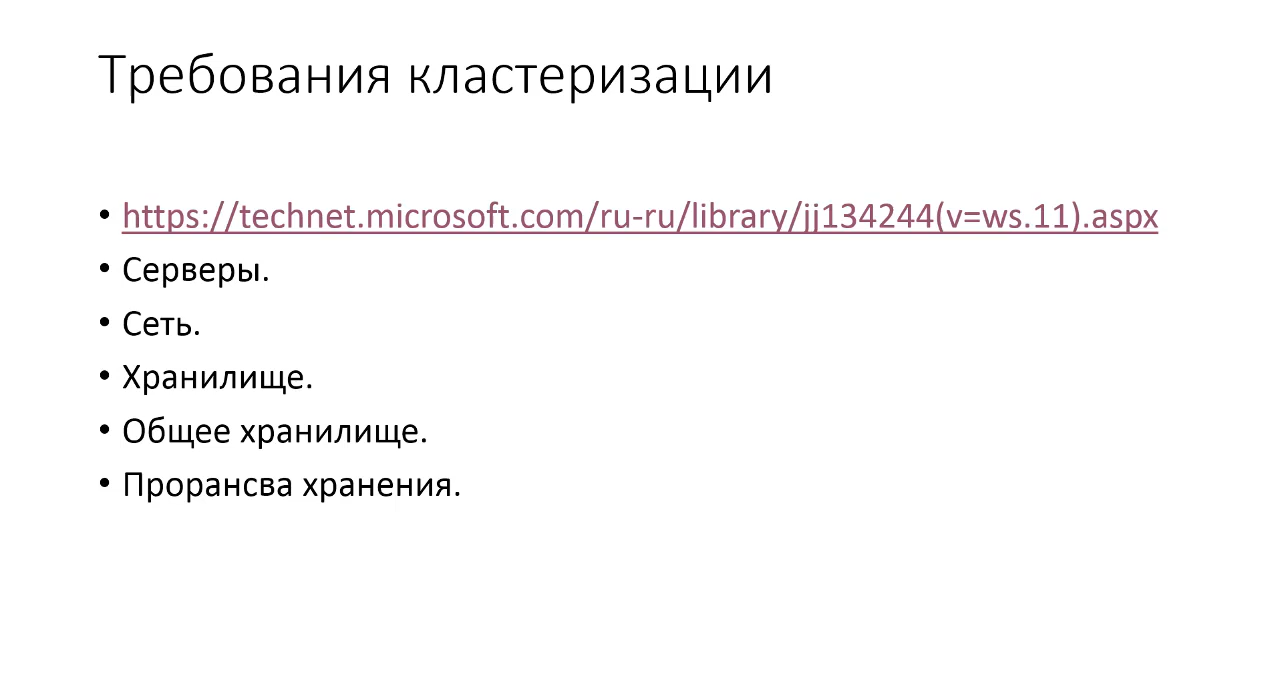 Требования кластеризации
• https://technet.microsoft.com/ru-ru/library/jj134244(v=ws.11).aspx
• Серверы.
• Сеть.
• Хранилище.
• Общее хранилище.
• Прорансва хранения.